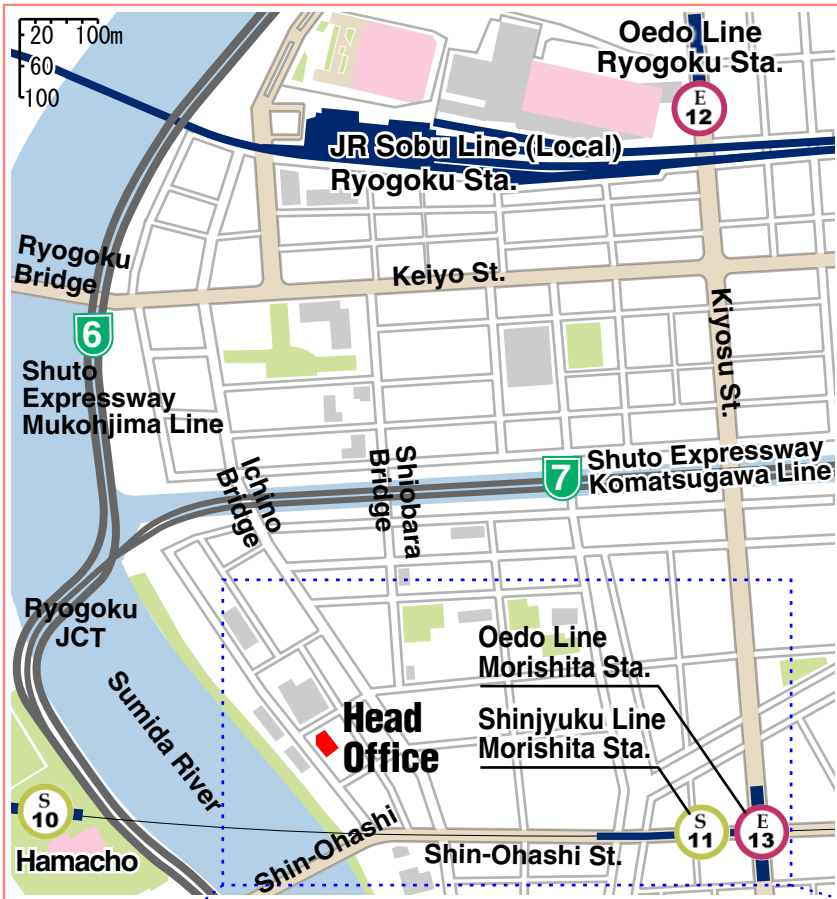 20 100m
60
100
Oedo Line
Ryogoku Sta.
E
12
JR Sobu Line (Local)
Ryogoku Sta.
Ryogoku
Bridge
Keiyo St.
6
Kiyosu St.
Shuto
Expressway
Mukohjima Line
Ichino
Bridge
Shiobara
Bridge
7
Shuto Expressway
Komatsugawa Line
Ryogoku
JCT
Oedo Line
Morishita Sta.
Sumida River
Head
Office
Shinjyuku Line
Morishita Sta.
S
10
Hamacho
Shin-Ohashi
Shin-Ohashi St.
S
11
E
13